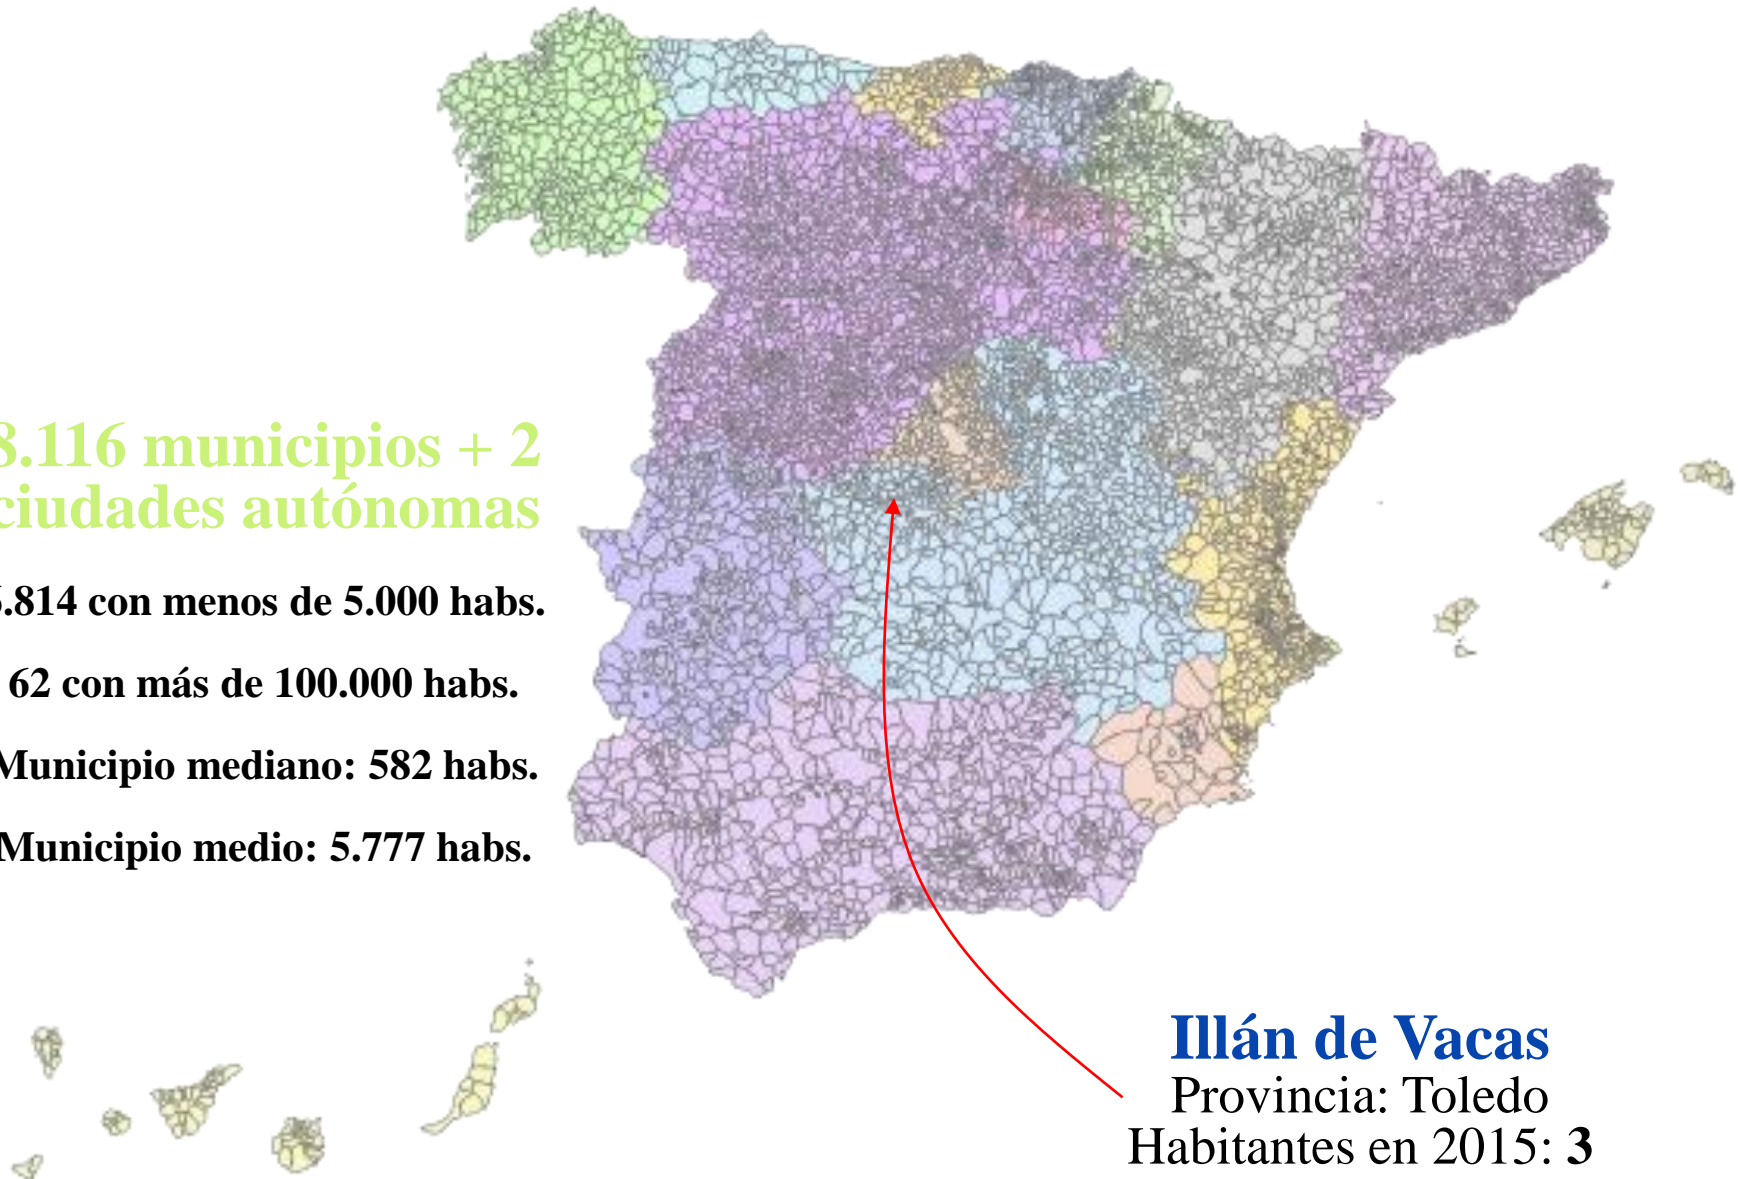 8.116 municipios + 2
ciudades autónomas
.814 con menos de 5.000 habs.
62 con más de 100.000 habs.
Municipio mediano: 582 habs.
Municipio medio: 5.777 habs.
Illán de Vacas
Provincia: Toledo
Habitantes en 2015: 3